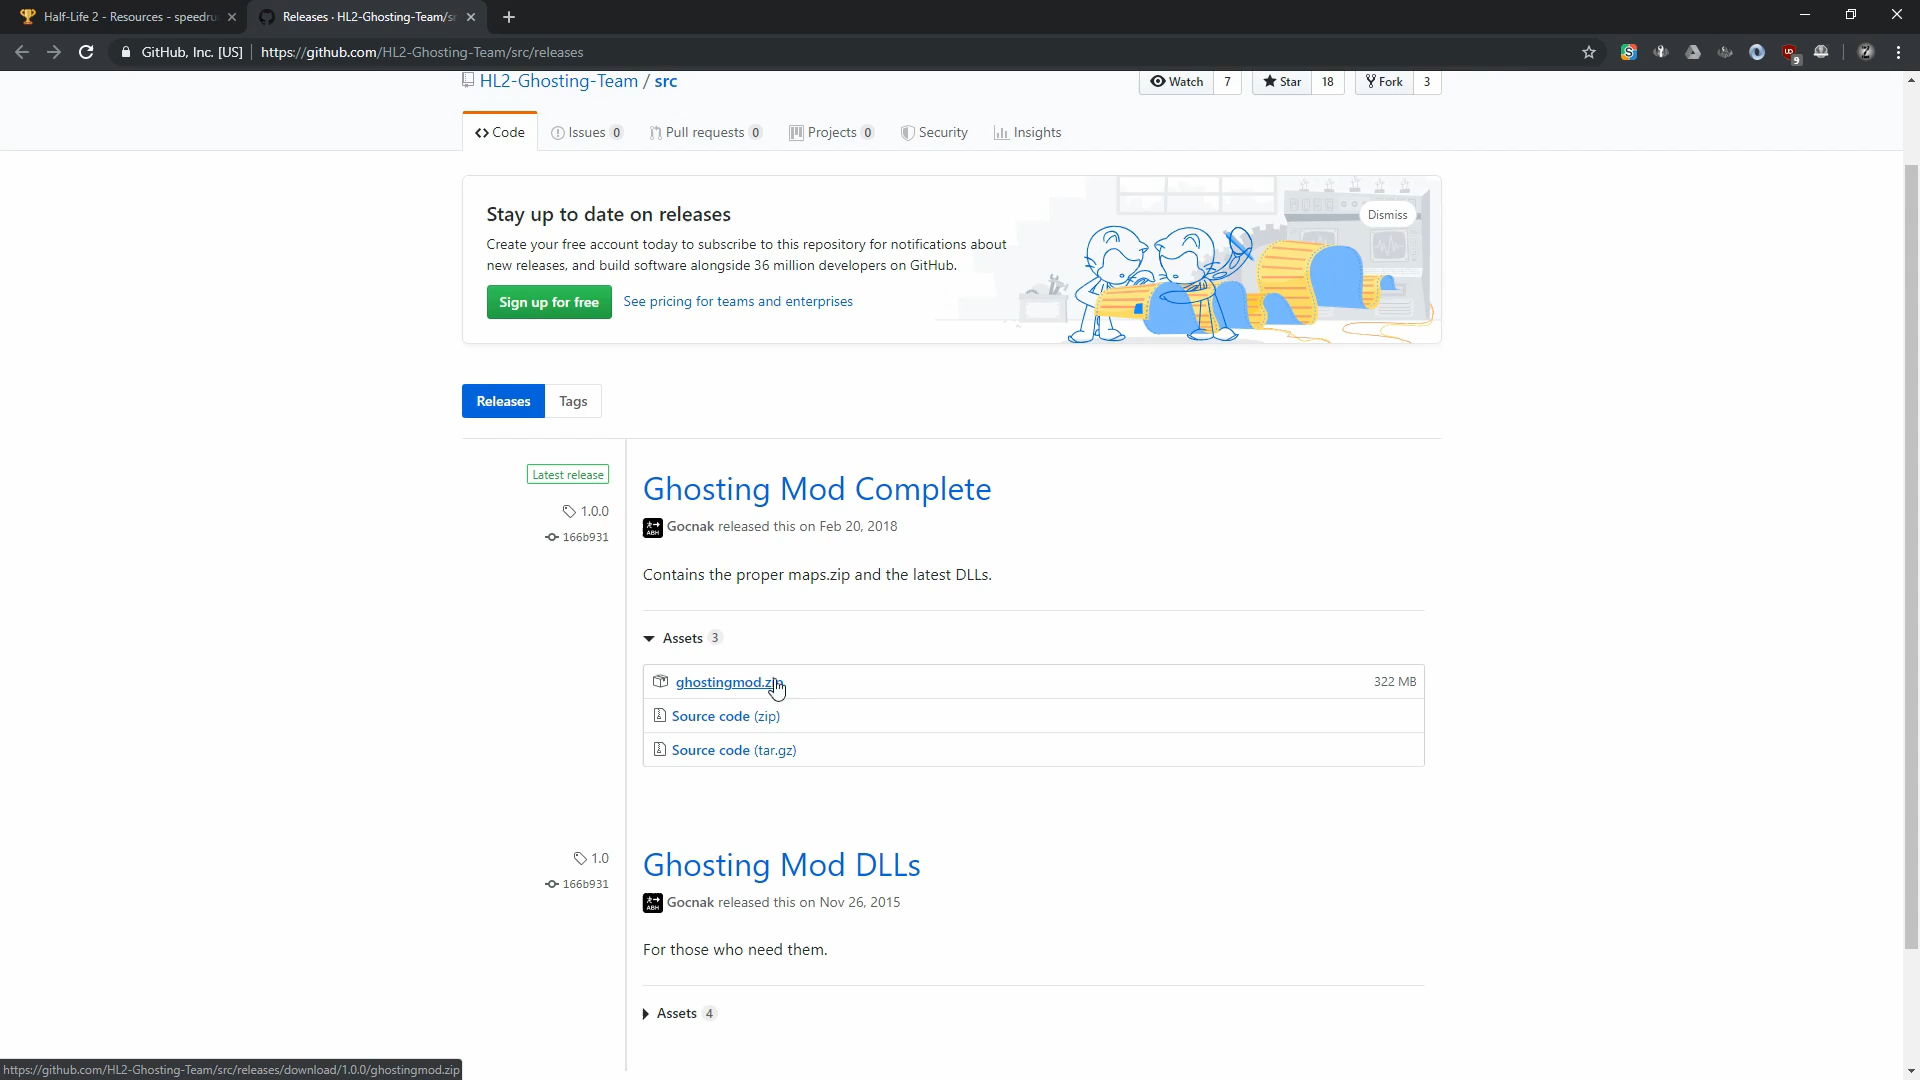 Half-Life 2 - Resources - speedru
Releases · HL2-Ghosting-Team/sr
GitHub, Inc. [US]
https://github.com/HL2-Ghosting-Team/src/releases
9
HL2-Ghosting-Team / src
Watch 7
Star 18
Fork 3
Code
Issues 0
Pull requests 0
Projects 0
Security
Insights
Stay up to date on releases
Dismiss
Create your free account today to subscribe to this repository for notifications about
new releases, and build software alongside 36 million developers on GitHub.
Sign up for free
See pricing for teams and enterprises
Releases
Tags
Latest release
1.0.0
166b931
Ghosting Mod Complete
Gocnak released this on Feb 20, 2018
Contains the proper maps.zip and the latest DLLs.
Assets 3
ghostingmod.zip
322 MB
Source code (zip)
Source code (tar.gz)
1.0
166b931
Ghosting Mod DLLs
Gocnak released this on Nov 26, 2015
For those who need them.
Assets 4
https://github.com/HL2-Ghosting-Team/src/releases/download/1.0.0/ghostingmod.zip